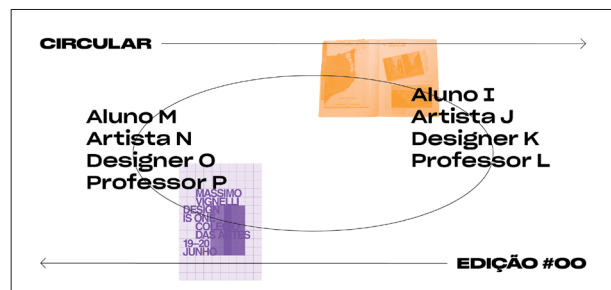 CIRCULAR
Aluno I
Artista J
Designer K
Professor L
Aluno M
Artista N
Designer O
Professor P
MASSIMO
VIGNELLI
DESIGN
IS ONE
COLÉGIO
DAS ARTES
19–20
JUNHO
EDIÇÃO #00